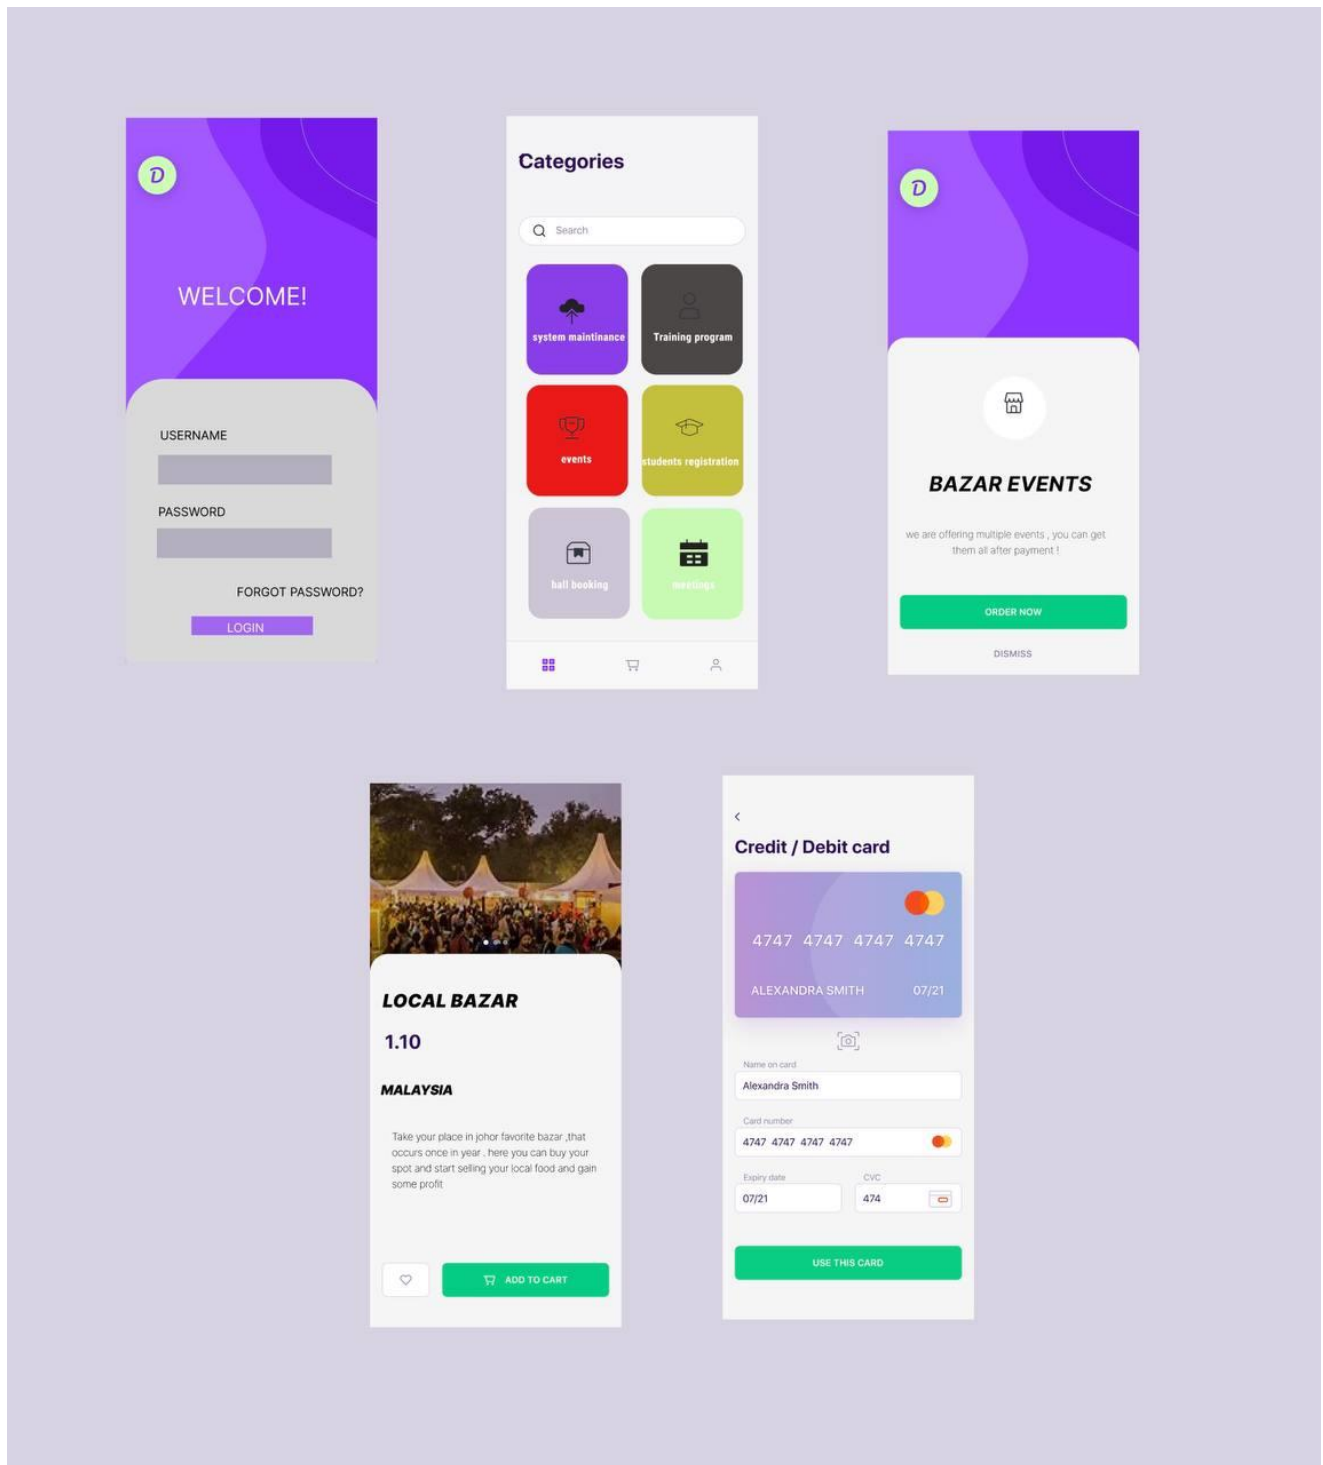 D
WELCOME!
USERNAME
PASSWORD
FORGOT PASSWORD?
LOGIN
Categories
Search
system maintinance
Training program
events
students registration
hall booking
meetings
D
BAZAR EVENTS
we are offering multiple events , you can get
them all after payment !
ORDER NOW
DISMISS
LOCAL BAZAR
1.10
MALAYSIA
Take your place in johor favorite bazar ,that
occurs once in year . here you can buy your
spot and start selling your local food and gain
some profit
ADD TO CART
Credit / Debit card
4747 4747 4747 4747
ALEXANDRA SMITH 07/21
Name on card
Alexandra Smith
Card number
4747 4747 4747 4747
Expiry date CVC
07/21 474
USE THIS CARD